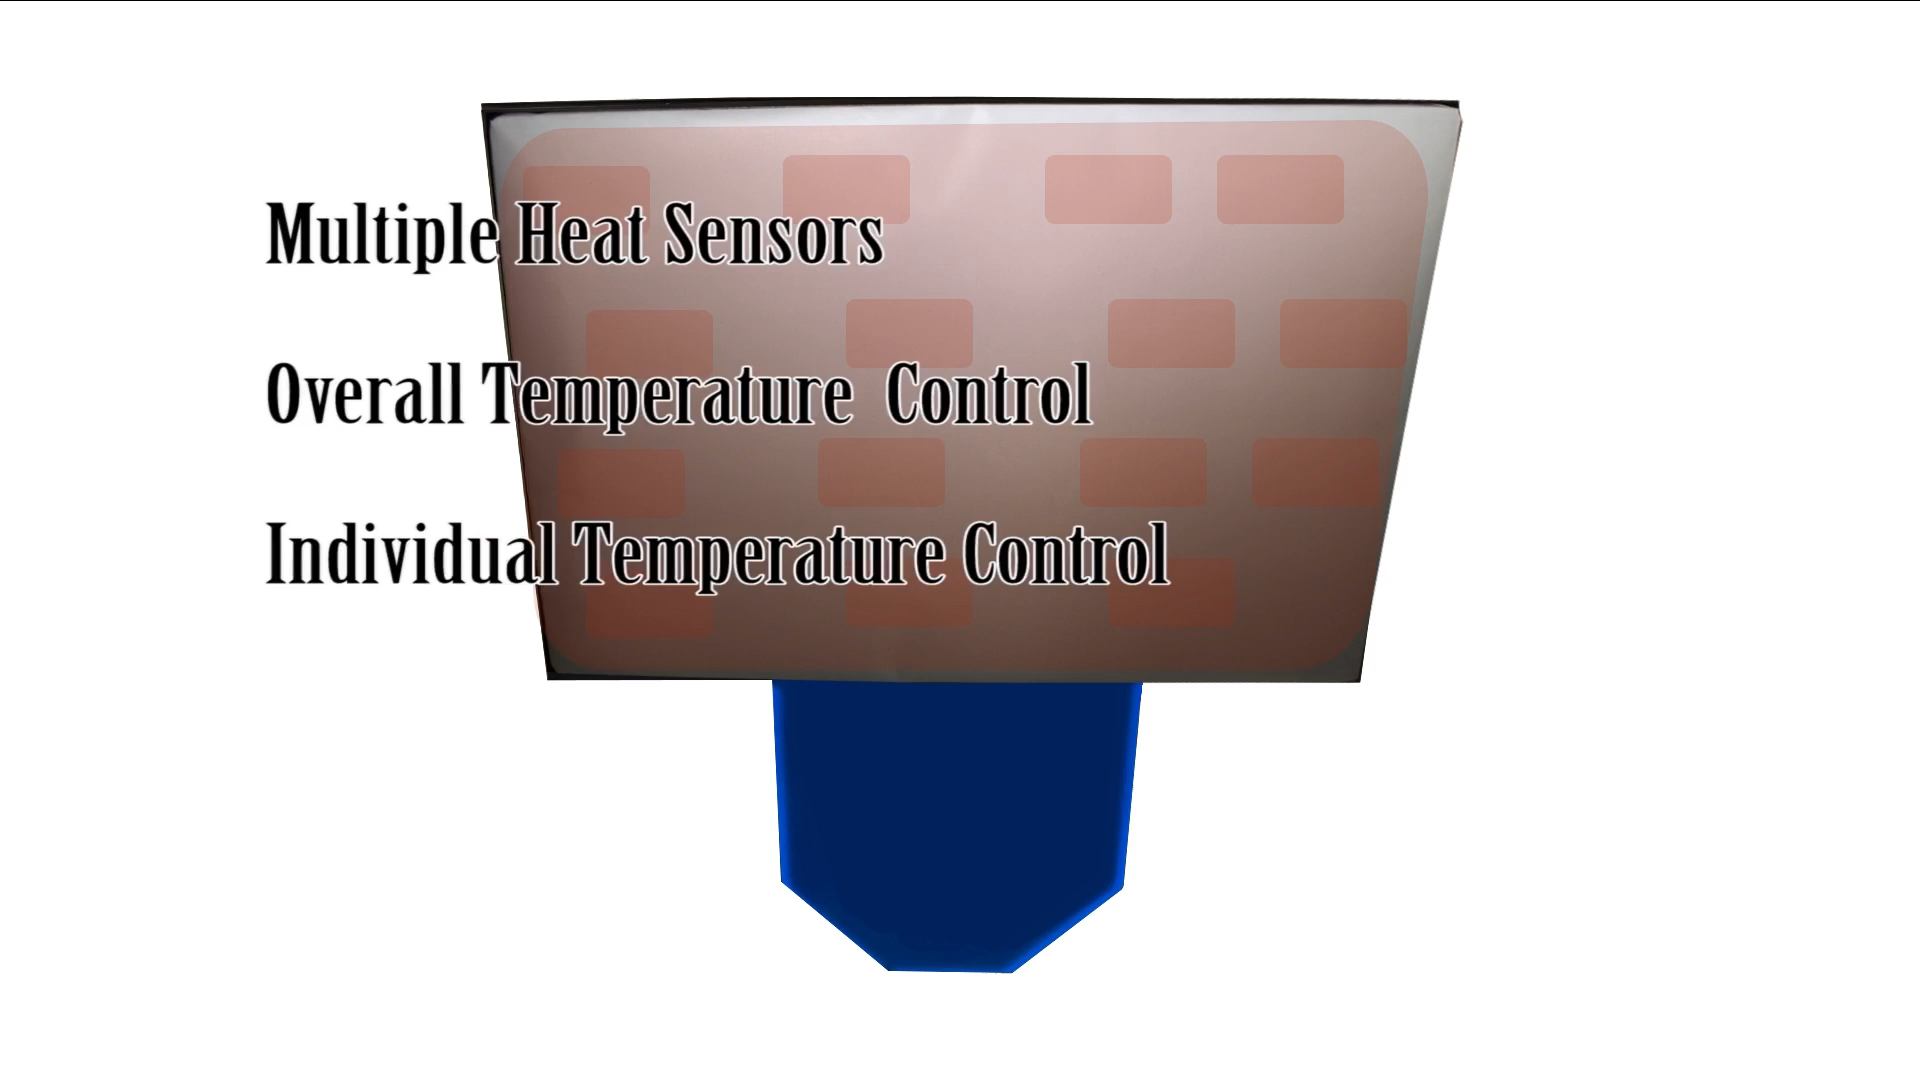 Multiple Heat Sensors
Overall Temperature  Control
Individual Temperature Control